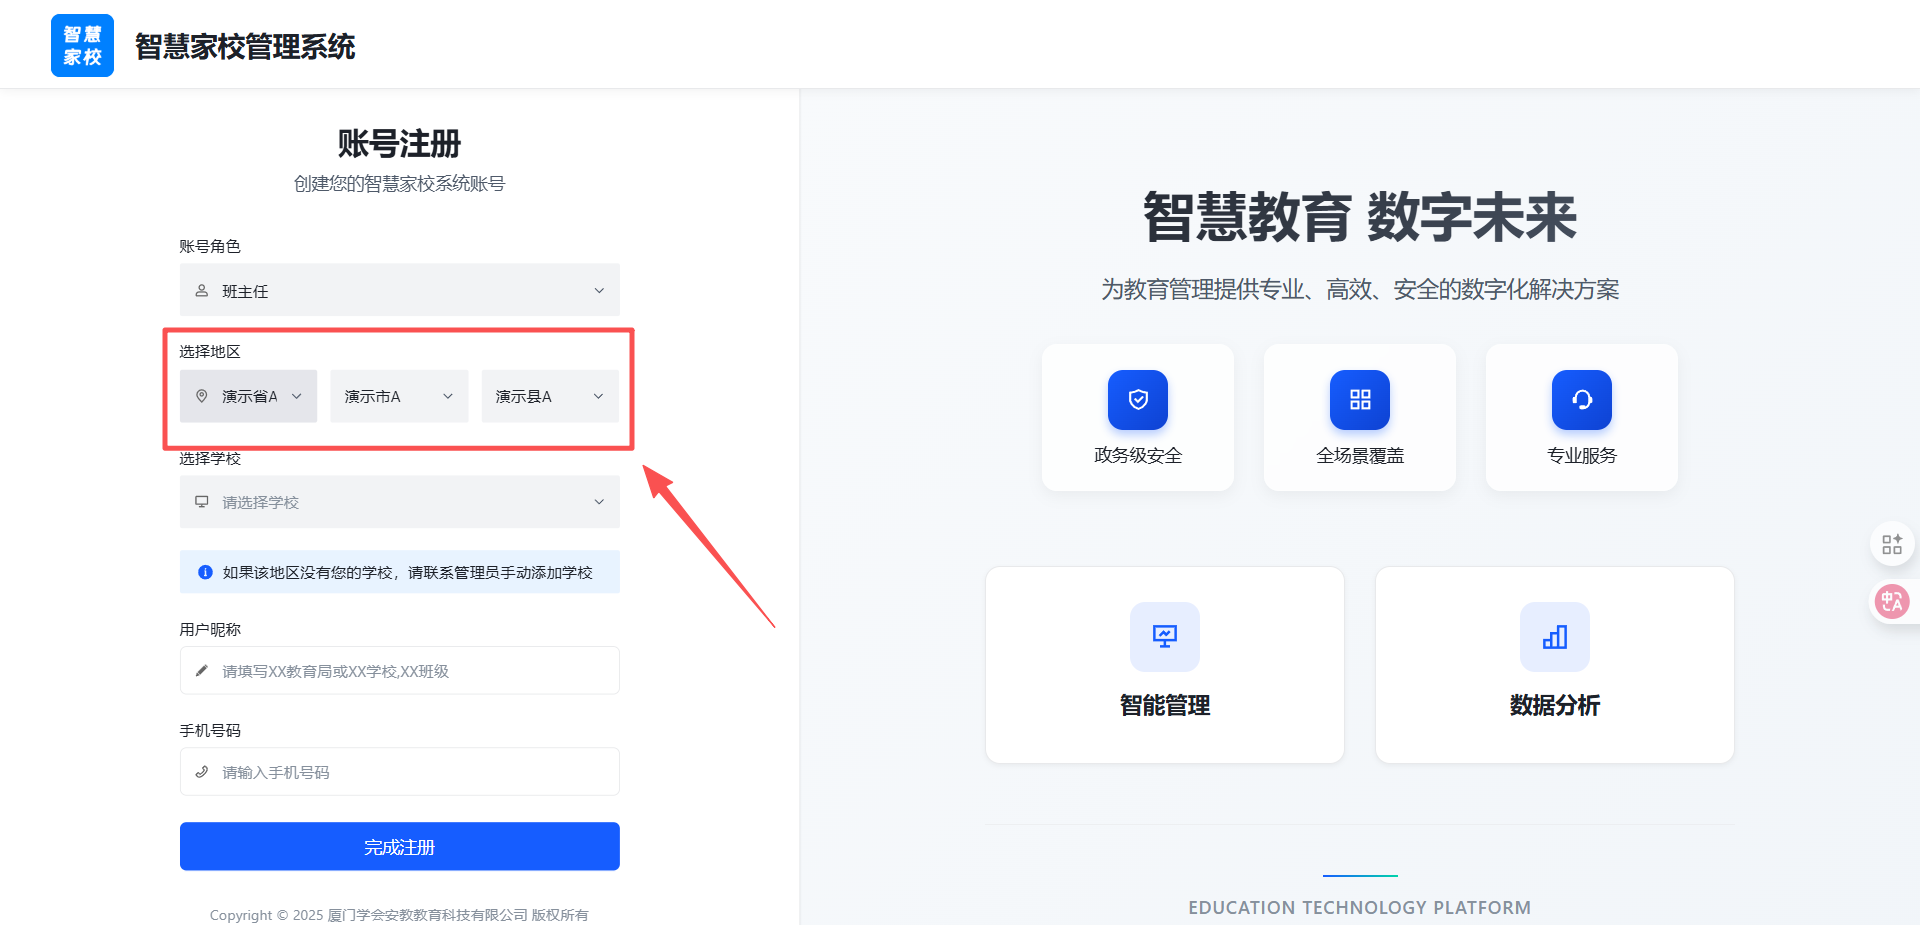 智慧
家校
智慧家校管理系统
账号注册
创建您的智慧家校系统账号
账号角色
班主任
选择地区
演示省A
演示市A
演示县A
选择学校
请选择学校
如果该地区没有您的学校，请联系管理员手动添加学校
用户昵称
请填写XX教育局或XX学校,XX班级
手机号码
请输入手机号码
完成注册
Copyright © 2025 厦门学会安教教育科技有限公司 版权所有
智慧教育 数字未来
为教育管理提供专业、高效、安全的数字化解决方案
政务级安全
全场景覆盖
专业服务
智能管理
数据分析
EDUCATION TECHNOLOGY PLATFORM
中A